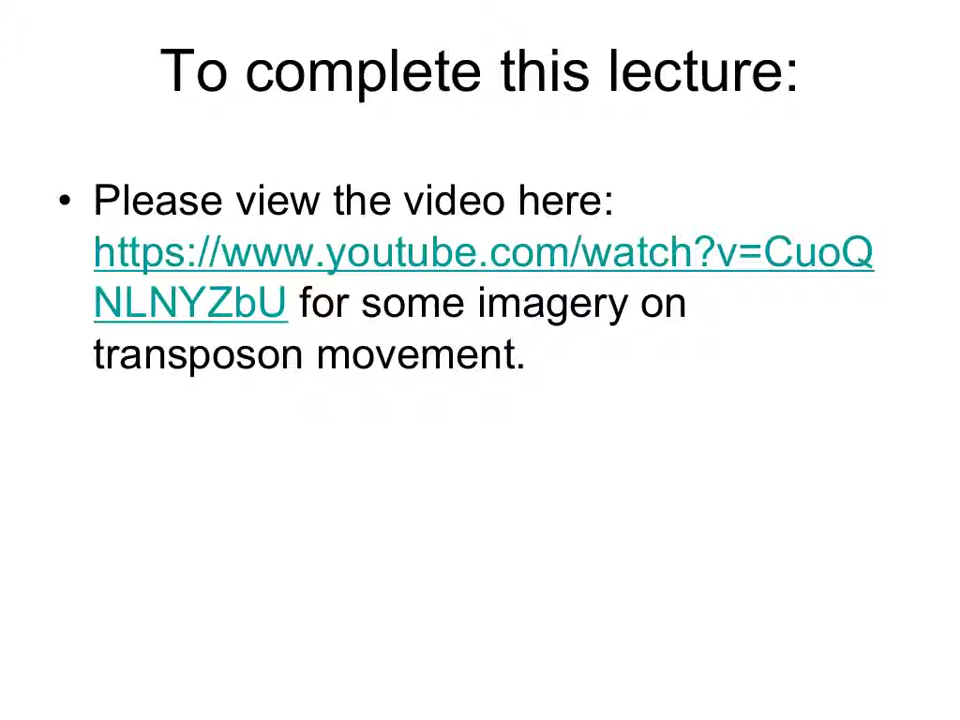 To complete this lecture:
• Please view the video here:
https://www.youtube.com/watch?v=CuoQ
NLNYZbU for some imagery on
transposon movement.